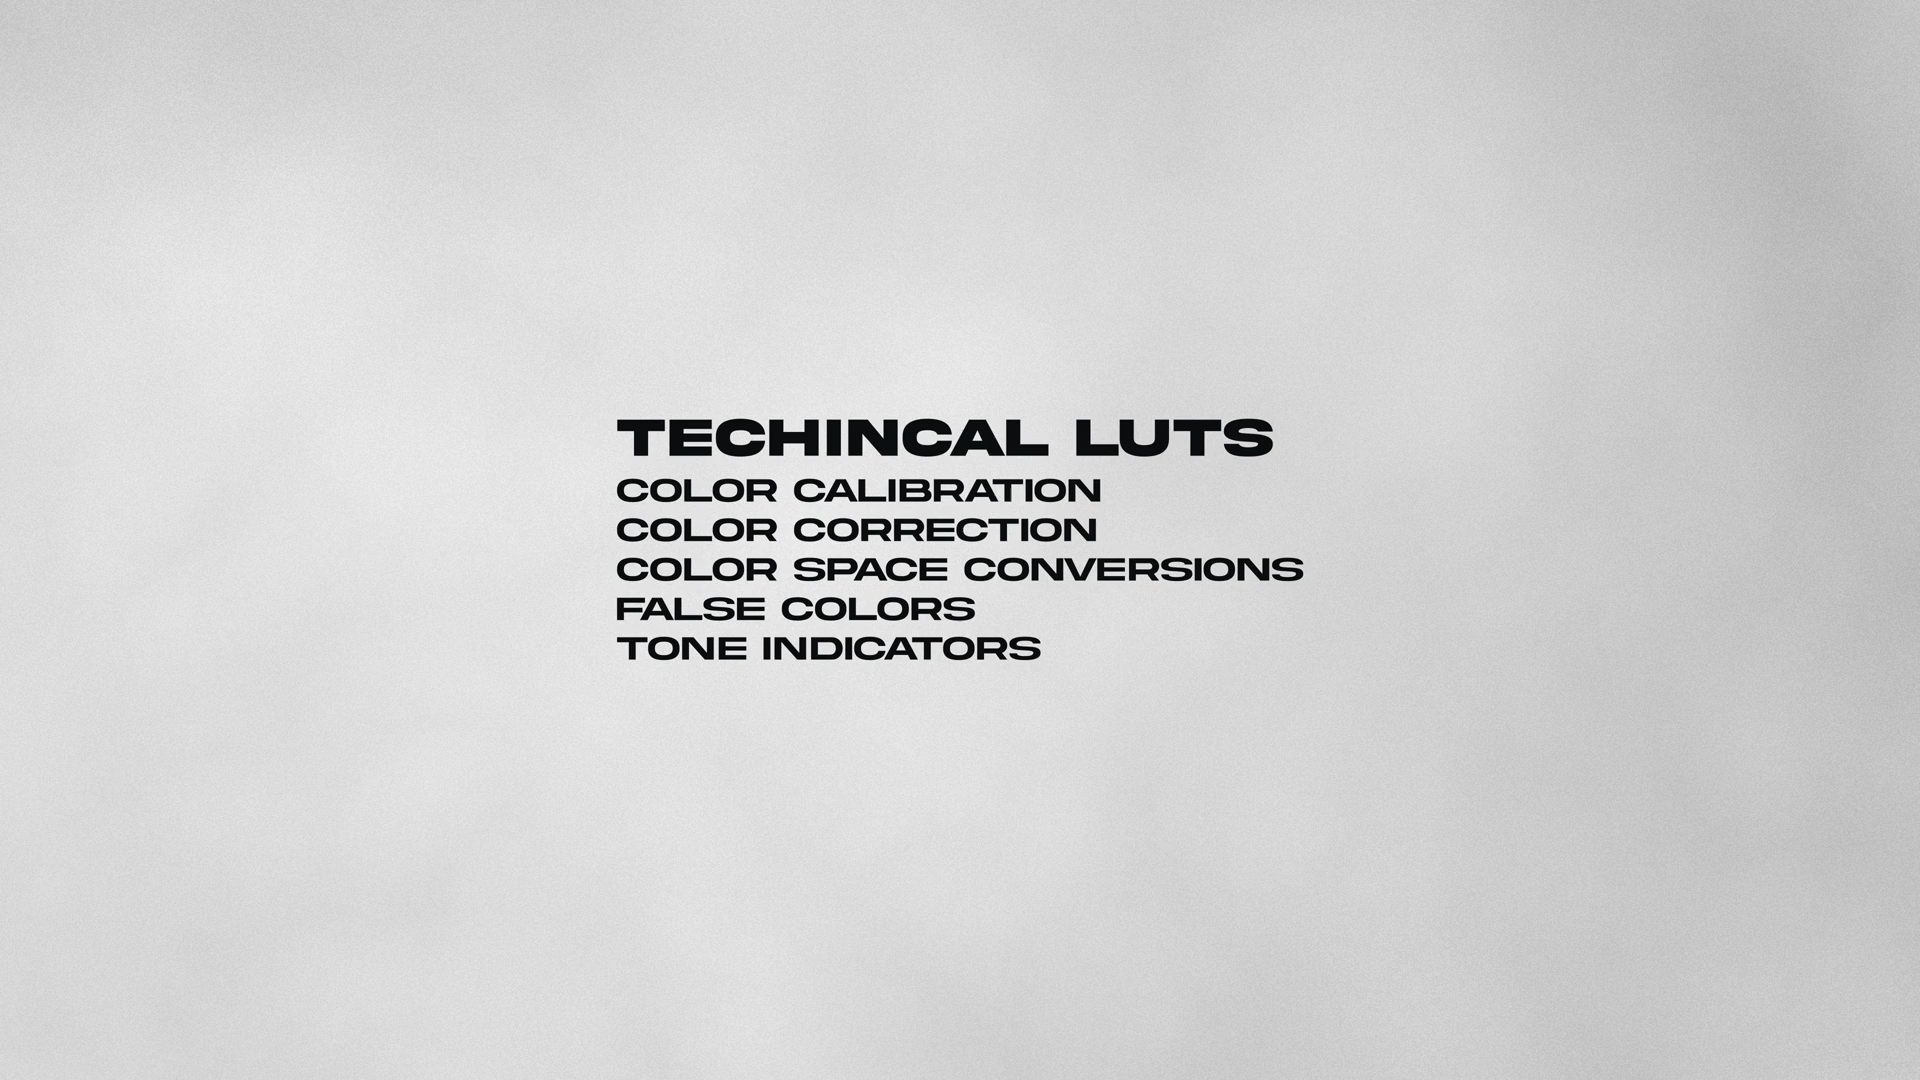 TECHINCAL LUTS
COLOR CALIBRATION
COLOR CORRECTION
COLOR SPACE CONVERSIONS
FALSE COLORS
TONE INDICATORS